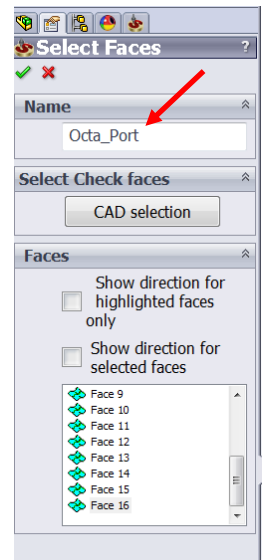 Select Faces ?
Name
Octa_Port
Select Check faces
CAD selection
Faces
Show direction for
highlighted faces
only
Show direction for
selected faces
Face 9
Face 10
Face 11
Face 12
Face 13
Face 14
Face 15
Face 16